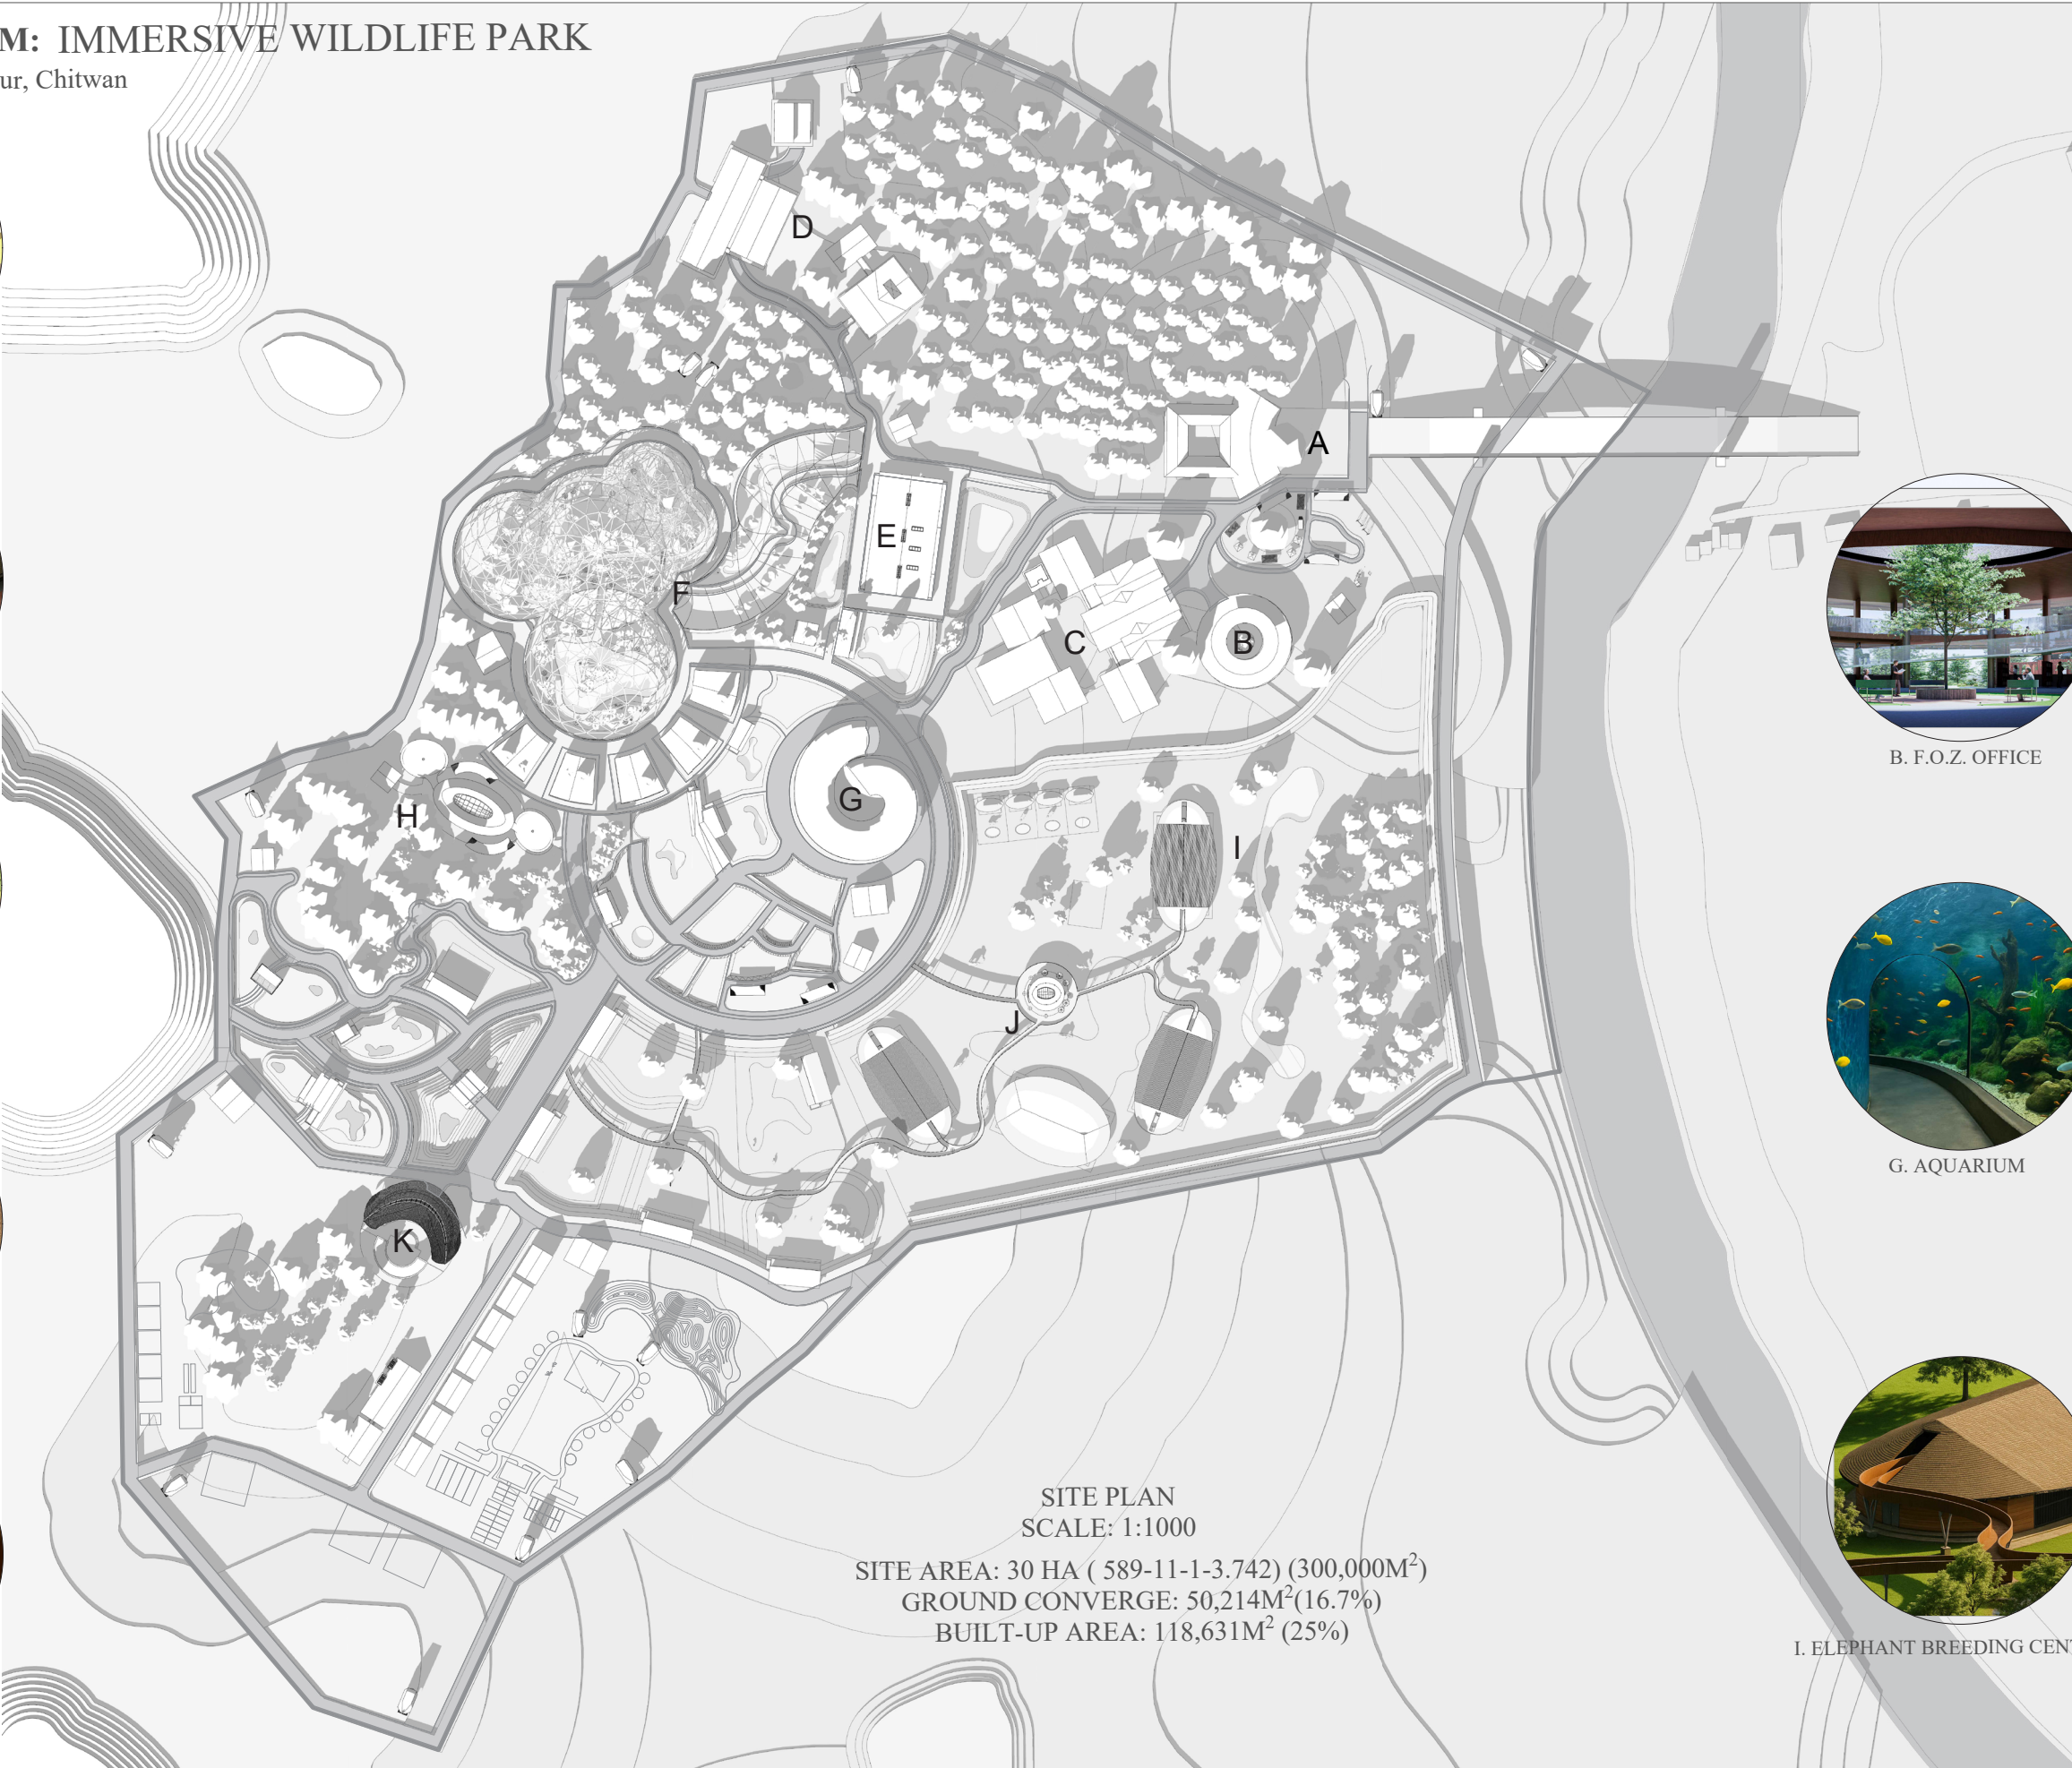 M: IMMERSIVE WILDLIFE PARK
ur, Chitwan
D
A
E
F
C
B
B. F.O.Z. OFFICE
G
H
I
J
G. AQUARIUM
K
SITE PLAN
SCALE: 1:1000
SITE AREA: 30 HA ( 589-11-1-3.742) (300,000M²)
GROUND CONVERGE: 50,214M²(16.7%)
BUILT-UP AREA: 118,631M² (25%)
I. ELEPHANT BREEDING CEN